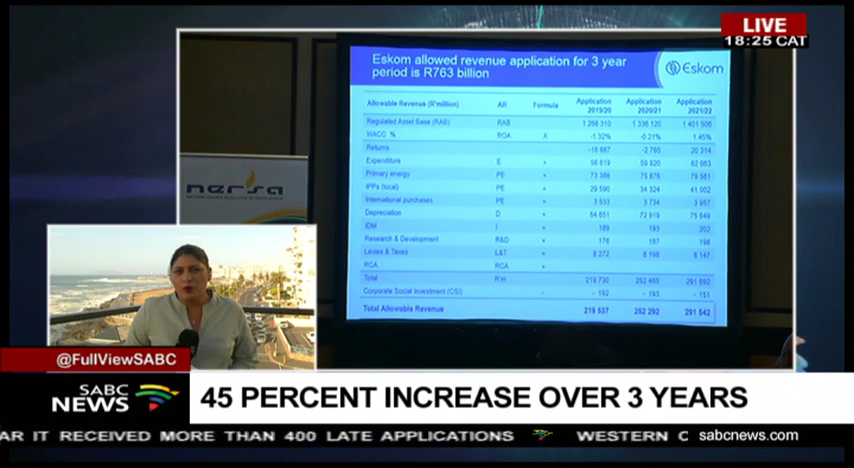 LIVE
18:25 CAT
Eskom allowed revenue application for 3 year
period is R763 billion
Eskom
Allowable Revenue (R'million) AR Formula Application 2019/20 Application 2020/21 Application 2021/22
Regulated Asset Base (RAB) RAB 1 268 310 1 336 120 1 401 506
WACC % ROA X -1.32% -0.21% 1.45%
Returns -16 687 -2 765 20 314
Expenditure E + 56 619 59 820 62 663
Primary energy PE + 73 386 75 876 79 561
IPPs (local) PE + 29 590 34 324 41 002
International purchases PE + 3 533 3 734 3 957
Depreciation D + 64 651 72 919 75 649
IDM I + 189 193 202
Research & Development R&D + 176 187 198
Levies & Taxes L&T + 8 272 8 198 8 147
RCA RCA +
Total R'm 219 730 252 485 291 692
Corporate Social Investment (CSI) - - 192 - 193 - 151
Total Allowable Revenue 219 537 252 292 291 542
nersa
@FullViewSABC
SABC
NEWS
45 PERCENT INCREASE OVER 3 YEARS
AR IT RECEIVED MORE THAN 400 LATE APPLICATIONS WESTERN C
sabcnews.com